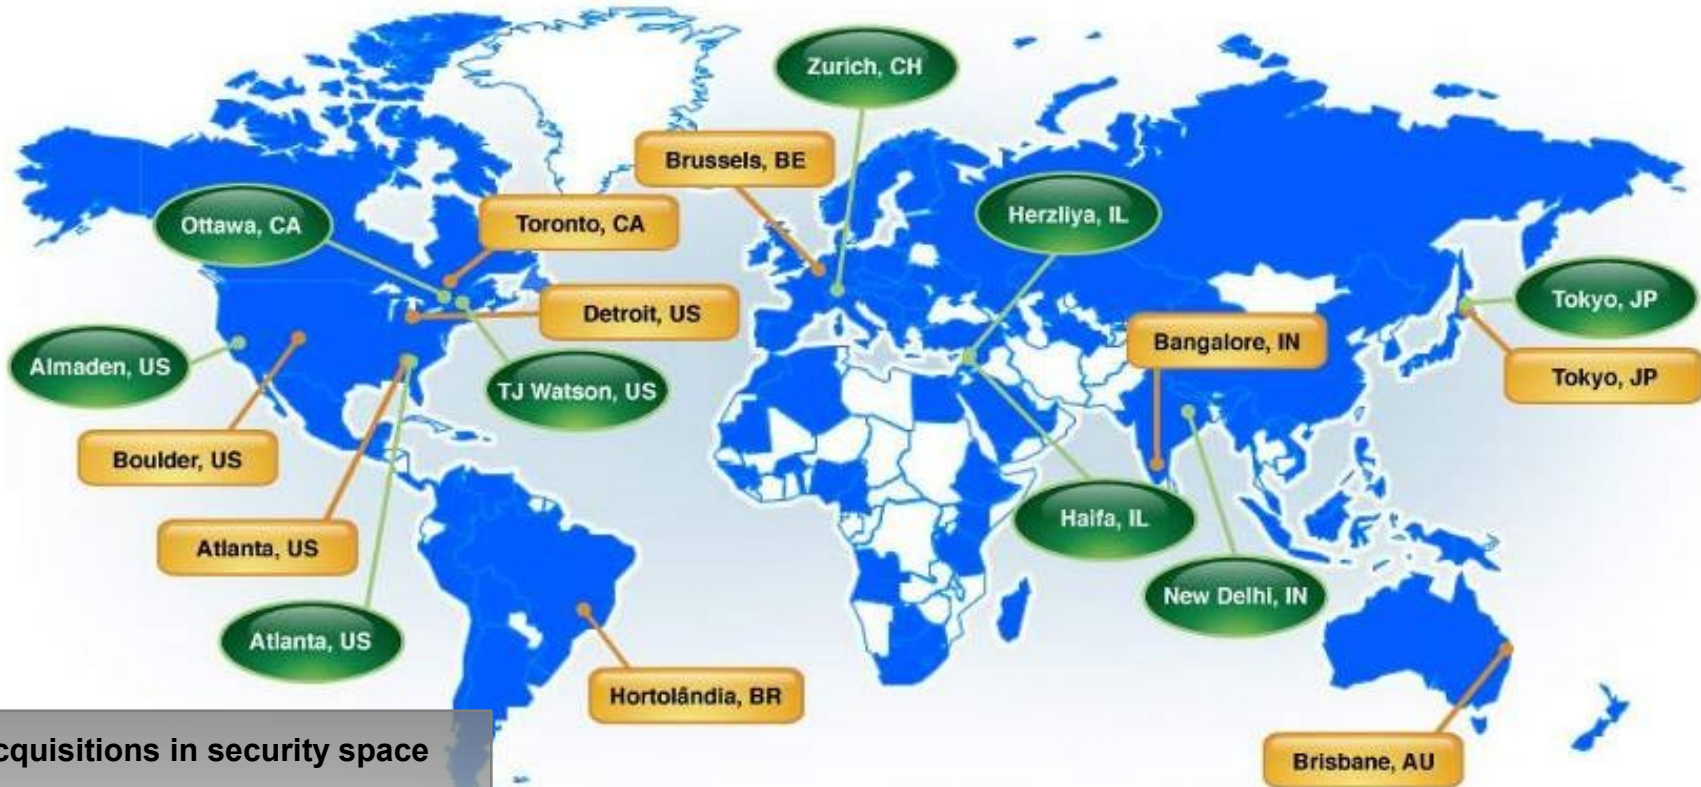 Zurich, CH
Brussels, BE
Herzliya, IL
Ottawa, CA
Toronto, CA
Tokyo, JP
Detroit, US
Bangalore, IN
Almaden, US
TJ Watson, US
Tokyo, JP
Boulder, US
Haifa, IL
Atlanta, US
New Delhi, IN
Atlanta, US
Hortolândia, BR
acquisitions in security space
Brisbane, AU